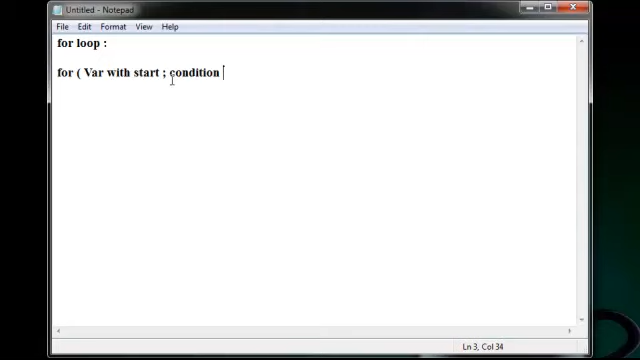 Untitled - Notepad
File Edit Format View Help
for loop :
for ( Var with start ; condition
Ln 3, Col 34